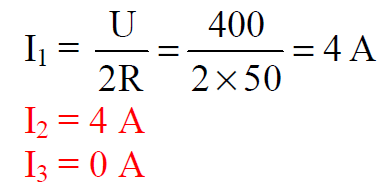 I₁ = U / 2R = 400 / 2×50 = 4 A
I₂ = 4 A
I₃ = 0 A